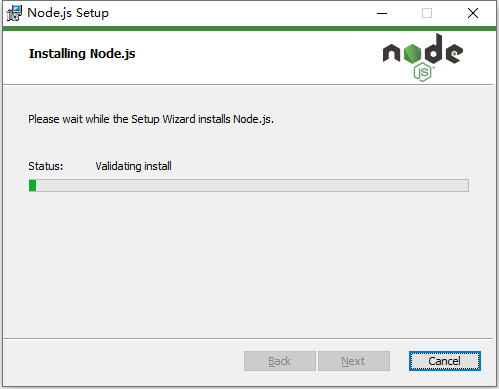 Node.js Setup
Installing Node.js
node
JS
Please wait while the Setup Wizard installs Node.js.
Status: Validating install
Back Next Cancel